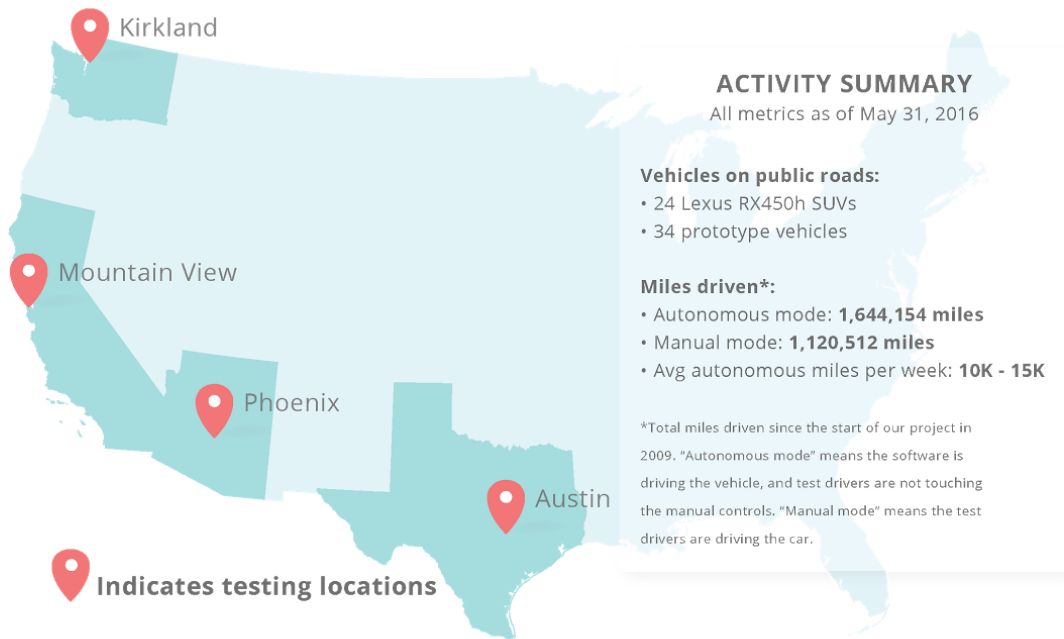 Kirkland
Mountain View
Phoenix
Austin
Indicates testing locations
ACTIVITY SUMMARY
All metrics as of May 31, 2016
Vehicles on public roads:
• 24 Lexus RX450h SUVs
• 34 prototype vehicles
Miles driven*:
• Autonomous mode: 1,644,154 miles
• Manual mode: 1,120,512 miles
• Avg autonomous miles per week: 10K - 15K
*Total miles driven since the start of our project in
2009. “Autonomous mode” means the software is
driving the vehicle, and test drivers are not touching
the manual controls. “Manual mode” means the test
drivers are driving the car.